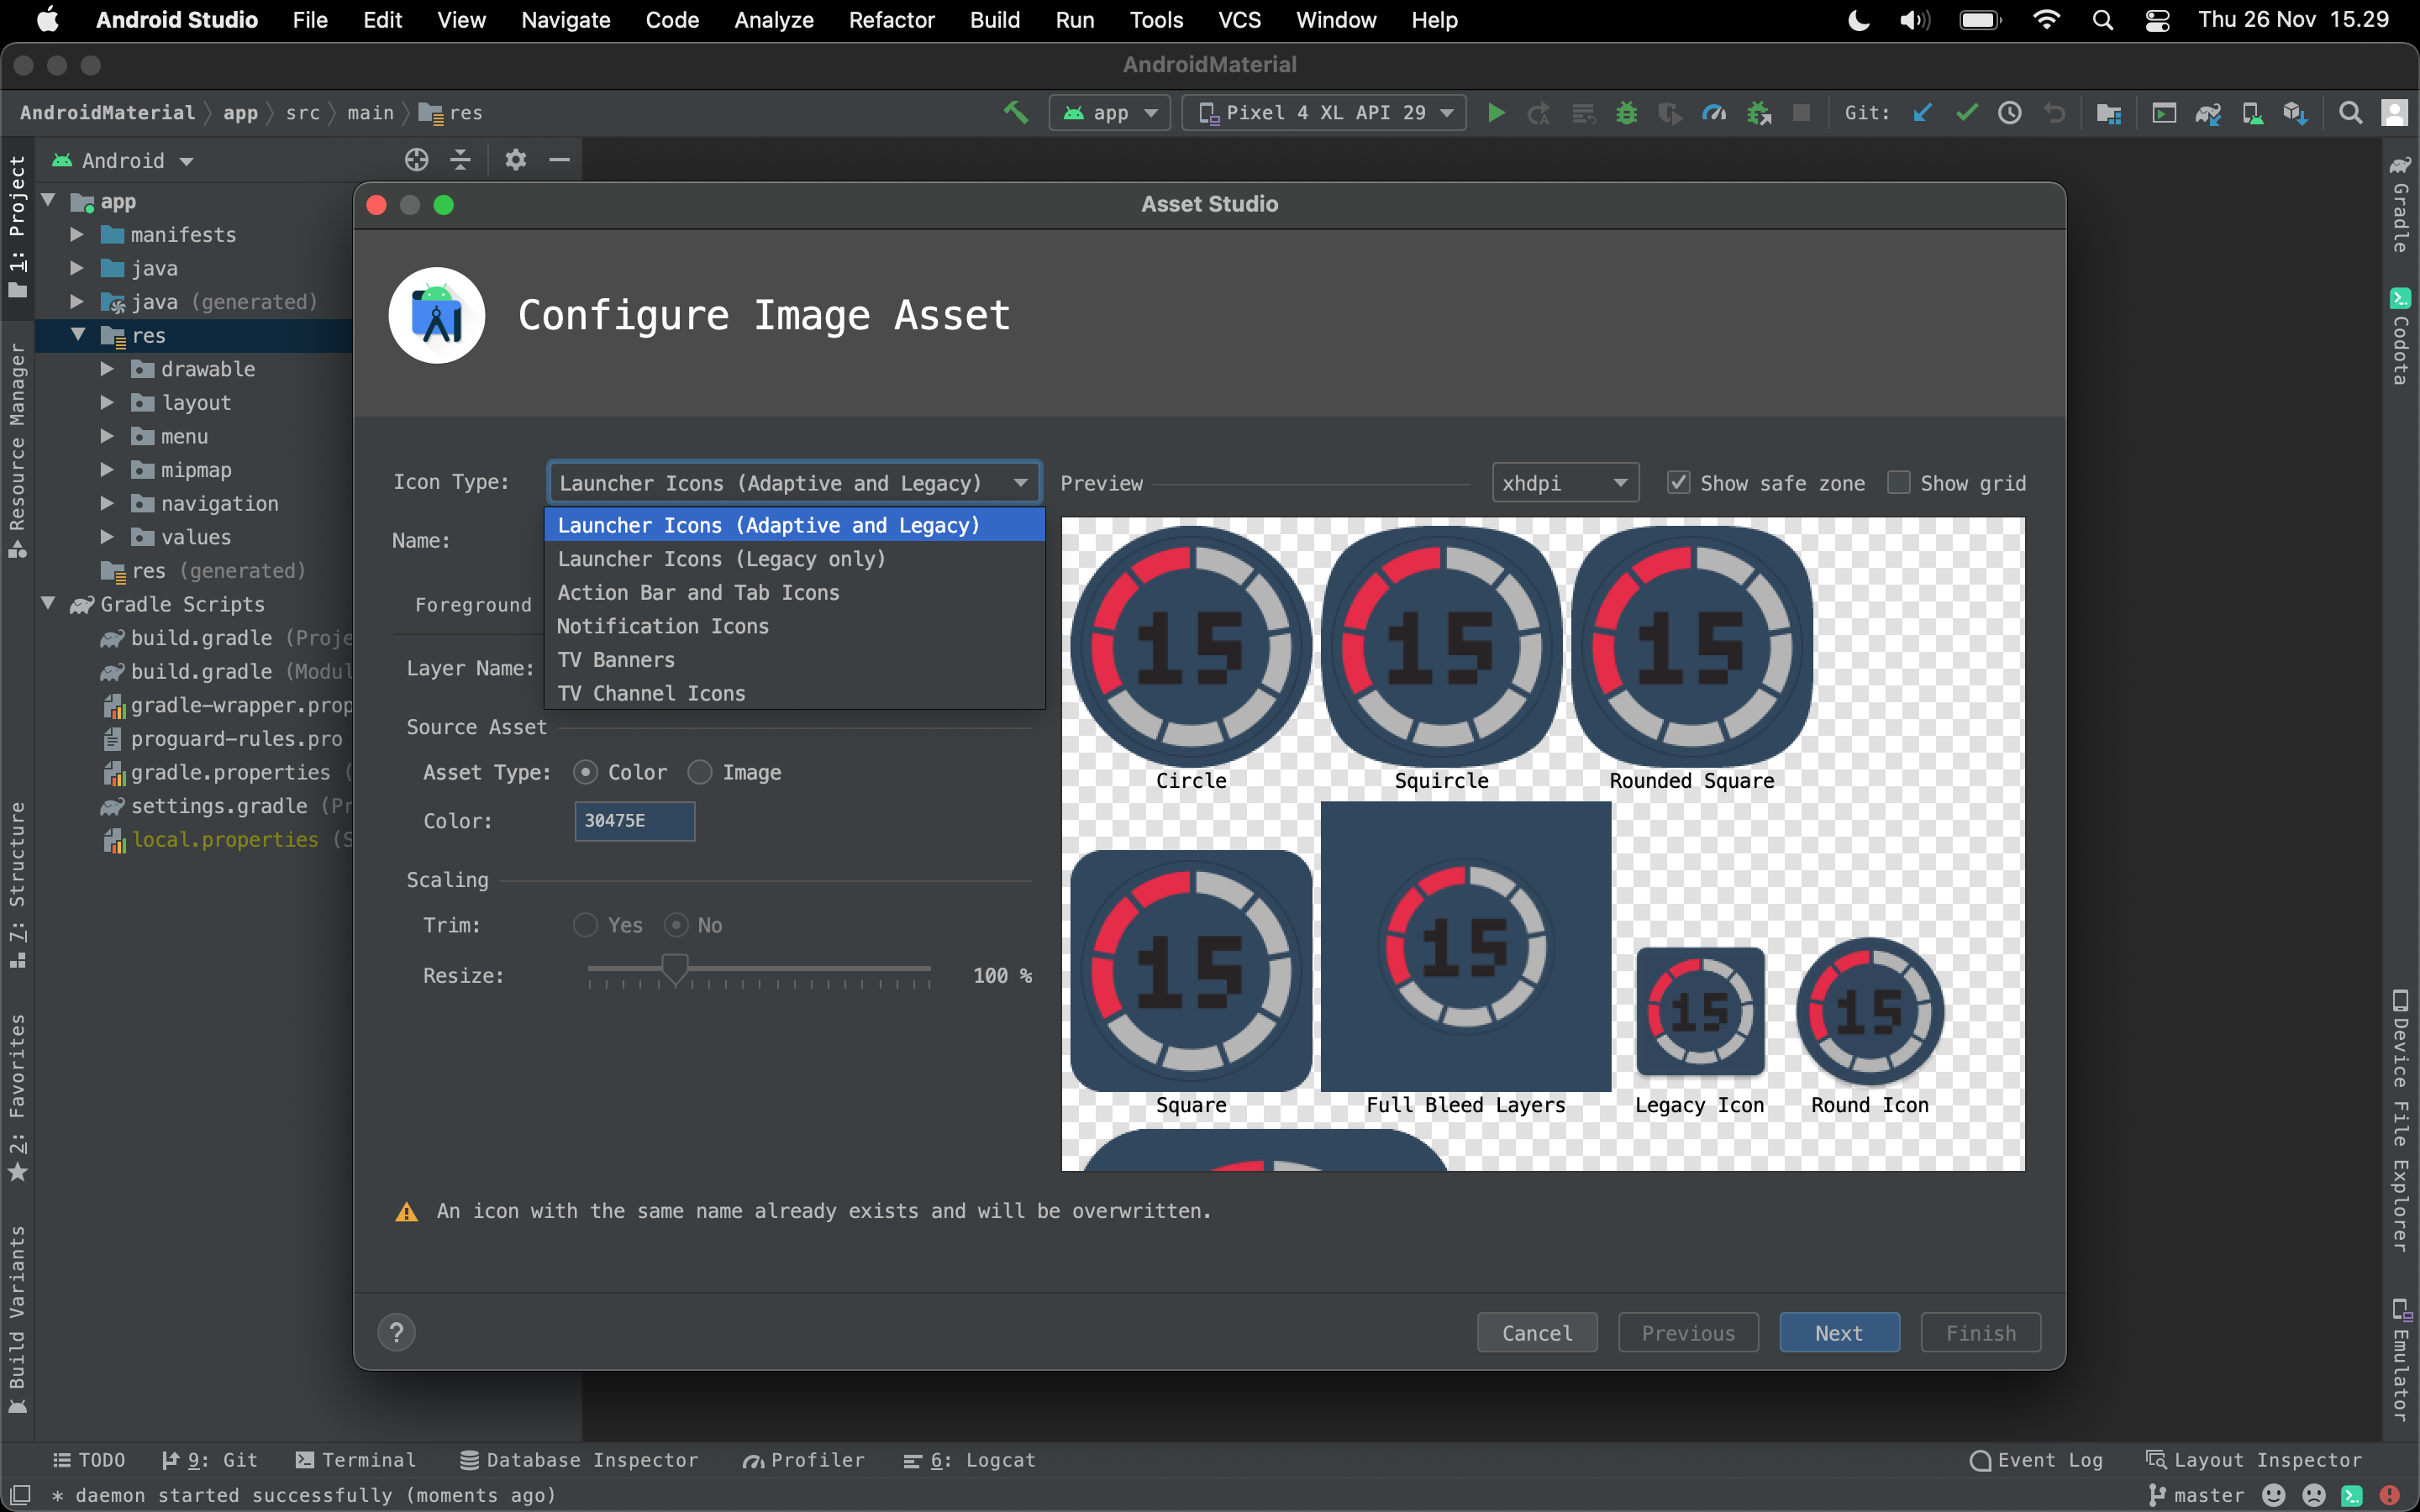 Android Studio File Edit View Navigate Code Analyze Refactor Build Run Tools VCS Window Help Thu 26 Nov 15.29
AndroidMaterial
AndroidMaterial app src main res app Pixel 4 XL API 29 Git:
1: Project
Resource Manager
7: Structure
2: Favorites
Build Variants
Android
app
manifests
java
java (generated)
res
drawable
layout
menu
mipmap
navigation
values
res (generated)
Gradle Scripts
build.gradle (Proje
build.gradle (Modul
gradle-wrapper.prop
proguard-rules.pro
gradle.properties (
settings.gradle (Pr
local.properties (S
Asset Studio
Configure Image Asset
Icon Type: Launcher Icons (Adaptive and Legacy)
Launcher Icons (Adaptive and Legacy)
Launcher Icons (Legacy only)
Action Bar and Tab Icons
Notification Icons
TV Banners
TV Channel Icons
Name:
Foreground
Layer Name:
Source Asset
Asset Type: Color Image
Color: 30475E
Scaling
Trim: Yes No
Resize: 100 %
Preview xhdpi Show safe zone Show grid
15 15 15
Circle Squircle Rounded Square
15 15 15 15
Square Full Bleed Layers Legacy Icon Round Icon
An icon with the same name already exists and will be overwritten.
? Cancel Previous Next Finish
Gradle
Codota
Device File Explorer
Emulator
TODO 9: Git Terminal Database Inspector Profiler 6: Logcat Event Log Layout Inspector
* daemon started successfully (moments ago) master